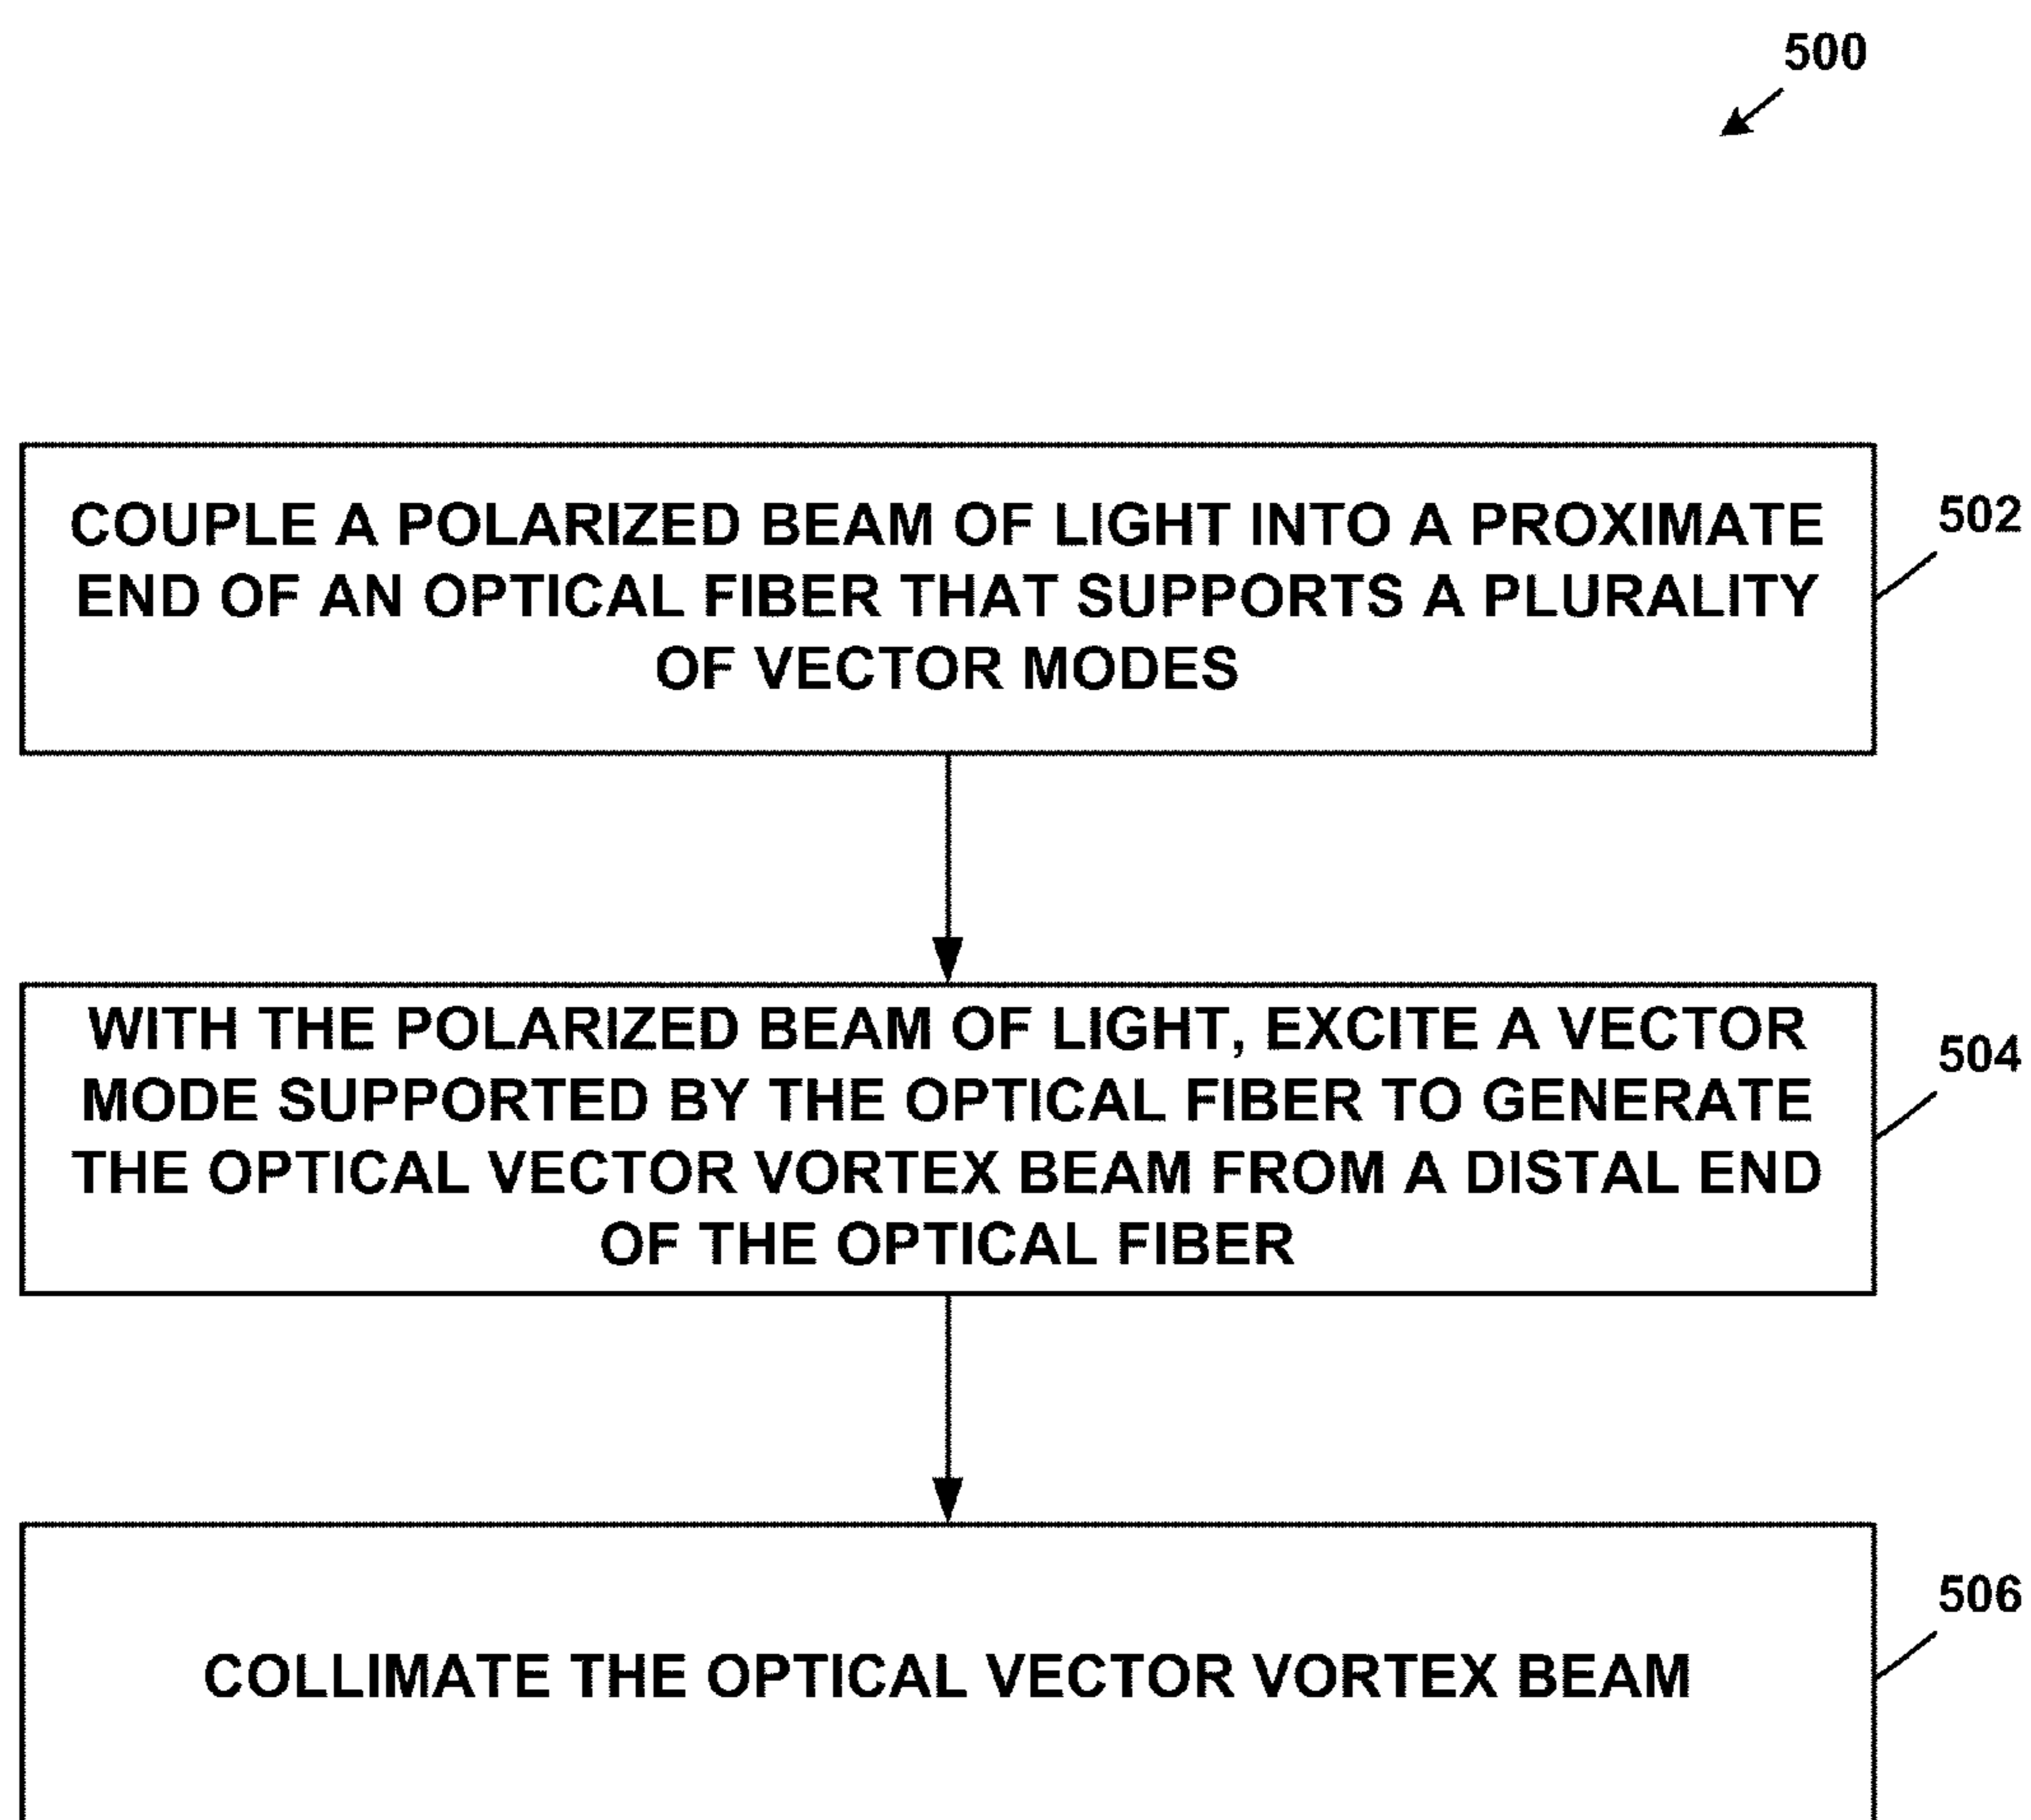 500
COUPLE A POLARIZED BEAM OF LIGHT INTO A PROXIMATE
END OF AN OPTICAL FIBER THAT SUPPORTS A PLURALITY
OF VECTOR MODES
502
WITH THE POLARIZED BEAM OF LIGHT, EXCITE A VECTOR
MODE SUPPORTED BY THE OPTICAL FIBER TO GENERATE
THE OPTICAL VECTOR VORTEX BEAM FROM A DISTAL END
OF THE OPTICAL FIBER
504
COLLIMATE THE OPTICAL VECTOR VORTEX BEAM
506